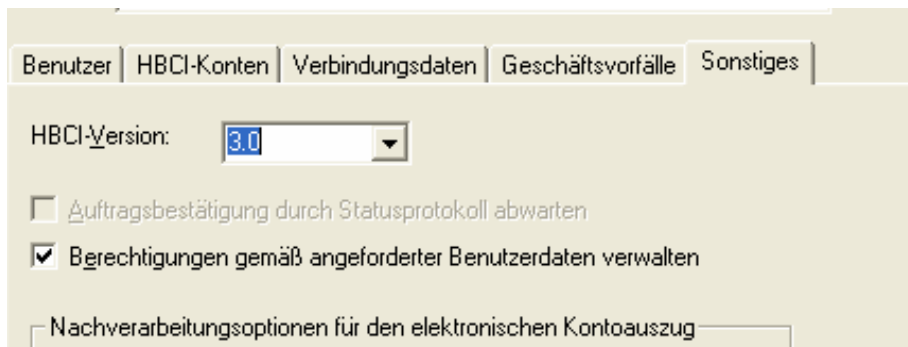 Benutzer HBCI-Konten Verbindungsdaten Geschäftsvorfälle Sonstiges
HBCI-Version: 3.0
Auftragsbestätigung durch Statusprotokoll abwarten
Berechtigungen gemäß angeforderter Benutzerdaten verwalten
Nachverarbeitungsoptionen für den elektronischen Kontoauszug